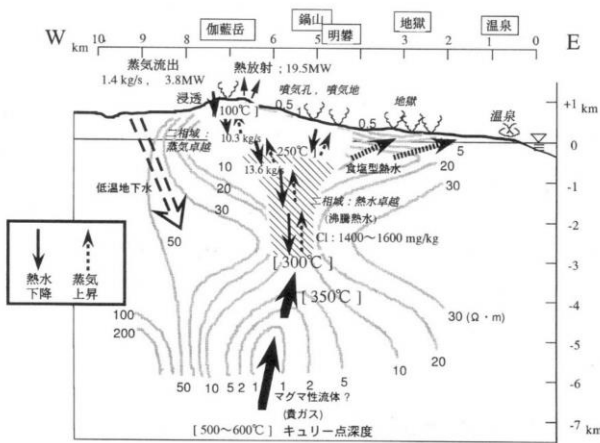 伽藍岳
鍋山
明礬
地獄
温泉
W km
10 9 8 7 6 5 4 3 2 1 0
E
蒸気流出
1.4 kg/s , 3.8MW
熱放射 ; 19.5MW
浸透
噴気孔，噴気地
地獄
温泉
+1 km
[100℃]
0.5
1
0.5
1
二相域:
蒸気卓越
10.3 kg/s
250℃
13.6 kg/s
食塩型熱水
5
20
30
0
10
20
30
50
低温地下水
二相域:熱水卓越
(沸騰熱水)
Cl : 1400〜1600 mg/kg
-1
-2
[ 300℃ ]
-3
[ 350℃ ]
-4
熱水
下降
蒸気
上昇
100
200
50 10 5 2 1 1 2 5 10 20
30 (Ω・m)
-5
-6
マグマ性流体？
(貴ガス)
[ 500〜600℃ ] キュリー点深度
-7 km